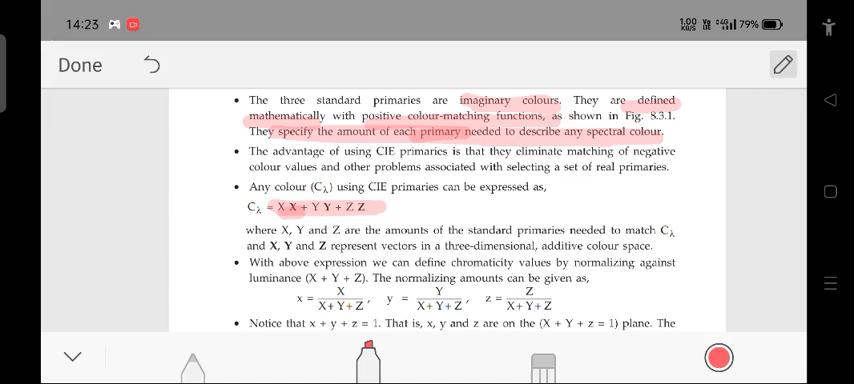 14:23 1.00 KB/S Vo LTE 4G 79%
Done
• The three standard primaries are imaginary colours. They are defined
mathematically with positive colour-matching functions, as shown in Fig. 8.3.1.
They specify the amount of each primary needed to describe any spectral colour.
• The advantage of using CIE primaries is that they eliminate matching of negative
colour values and other problems associated with selecting a set of real primaries.
• Any colour (Cλ) using CIE primaries can be expressed as,
Cλ = X X + Y Y + Z Z
where X, Y and Z are the amounts of the standard primaries needed to match Cλ
and X, Y and Z represent vectors in a three-dimensional, additive colour space.
• With above expression we can define chromaticity values by normalizing against
luminance (X + Y + Z). The normalizing amounts can be given as,
x = X / X+Y+Z , y = Y / X+Y+Z , z = Z / X+Y+Z
• Notice that x + y + z = 1. That is, x, y and z are on the (X + Y + z = 1) plane. The